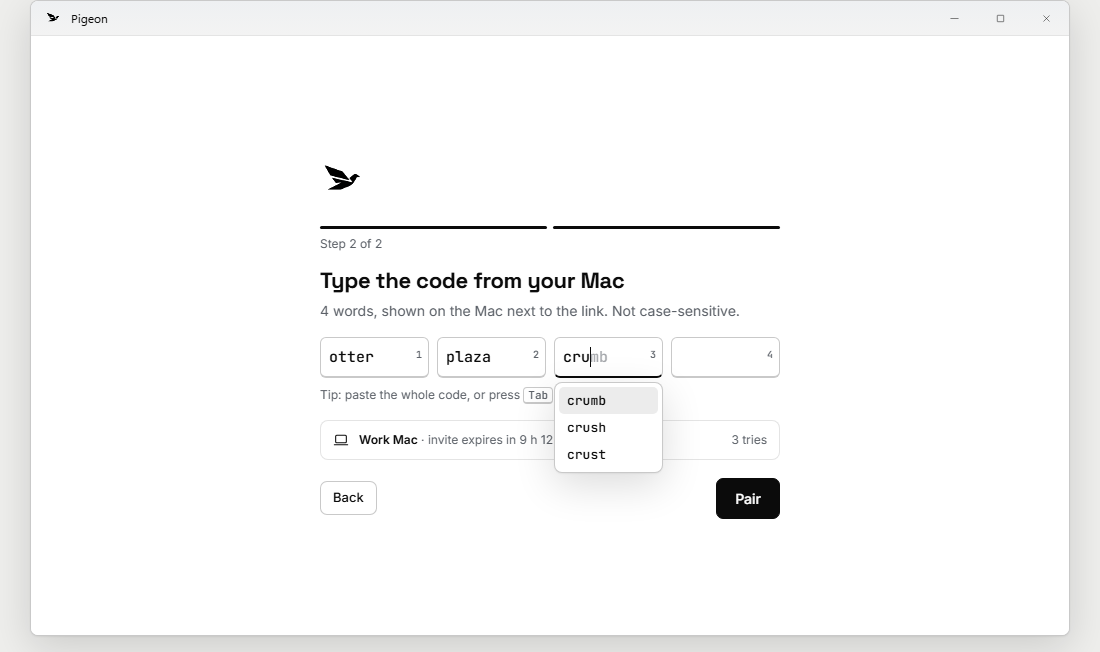 Pigeon
Step 2 of 2
Type the code from your Mac
4 words, shown on the Mac next to the link. Not case-sensitive.
otter 1 plaza 2 crumb 3 4
Tip: paste the whole code, or press Tab
crumb
crush
crust
Work Mac · invite expires in 9 h 12 3 tries
Back Pair